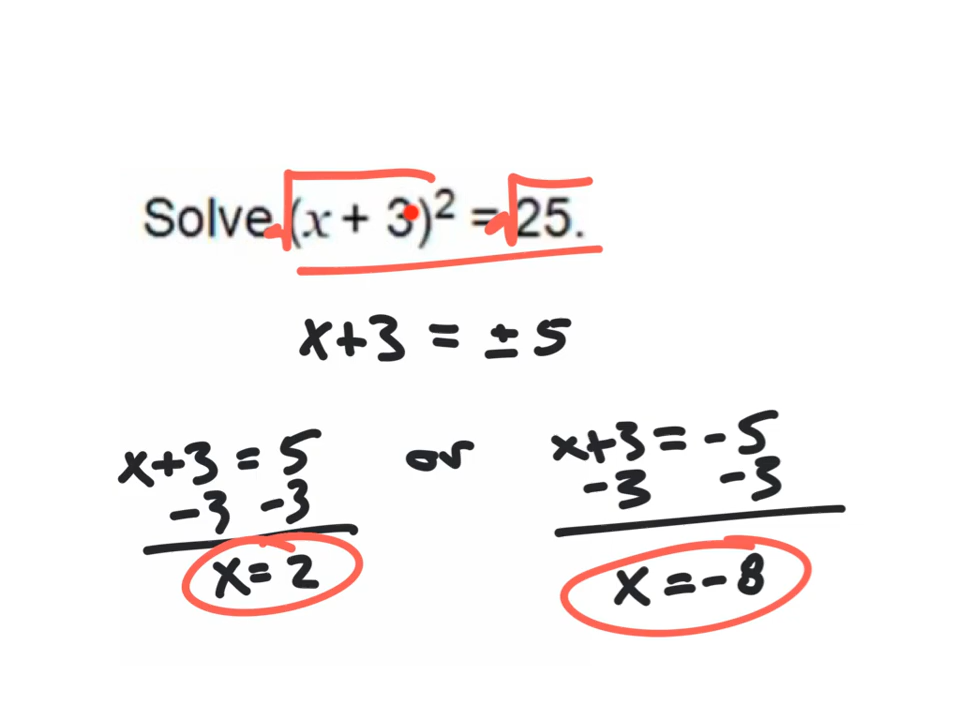 Solve (x + 3)² = 25.
x+3 = ± 5
x+3 = 5 or x+3 = -5
-3 -3 -3 -3
x = 2 x = -8